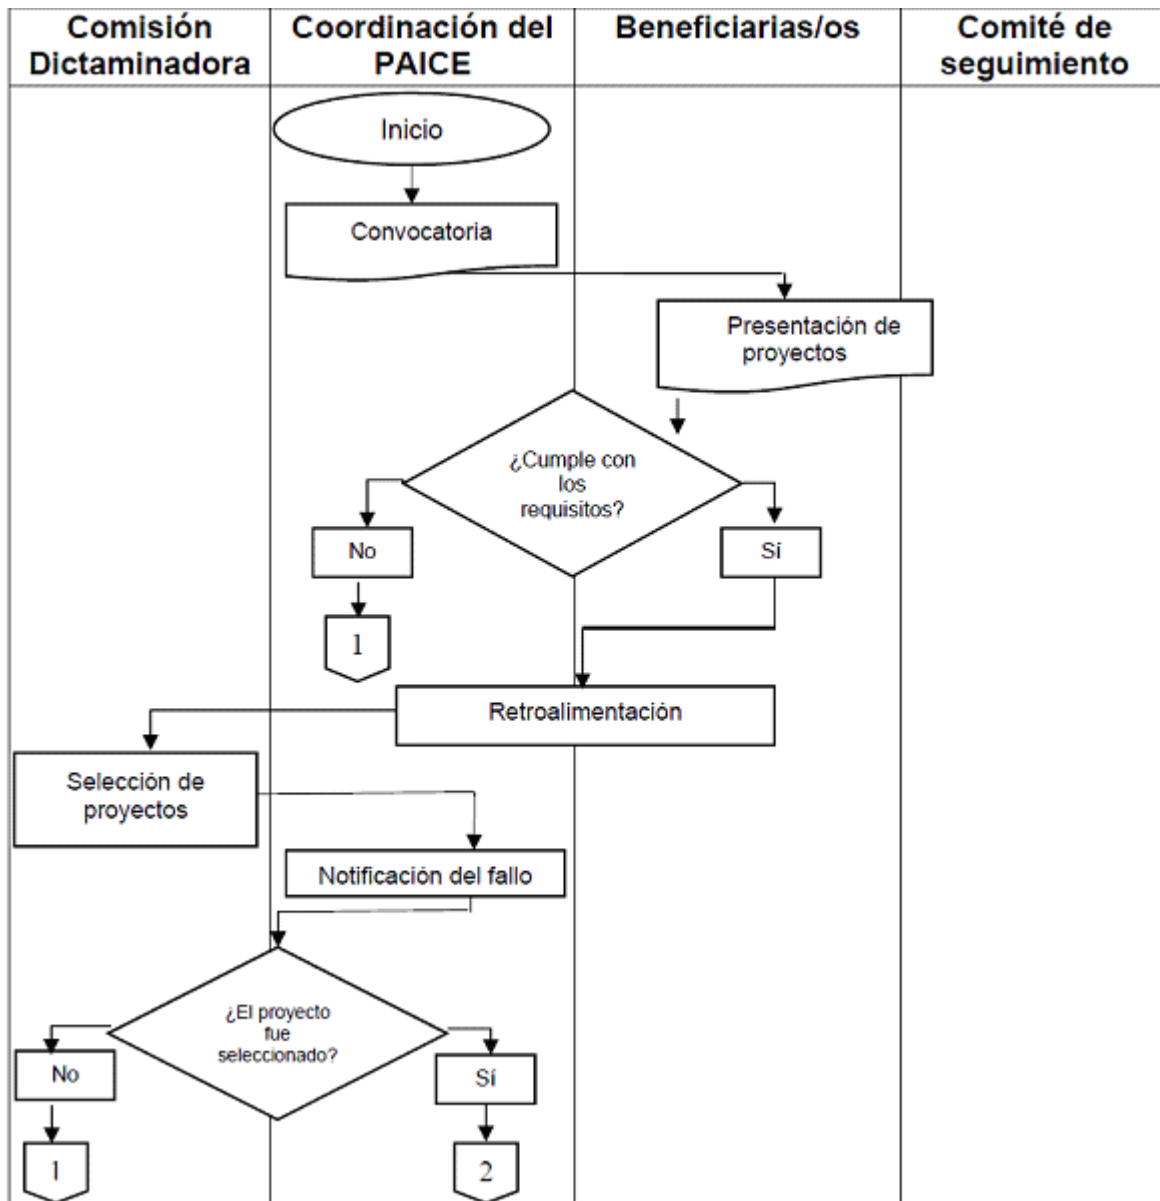 Comisión
Dictaminadora
Coordinación del
PAICE
Beneficiarias/os
Comité de
seguimiento
Inicio
Convocatoria
Presentación de
proyectos
¿Cumple con
los
requisitos?
No
Sí
1
Retroalimentación
Selección de
proyectos
Notificación del fallo
¿El proyecto
fue
seleccionado?
No
Sí
1
2